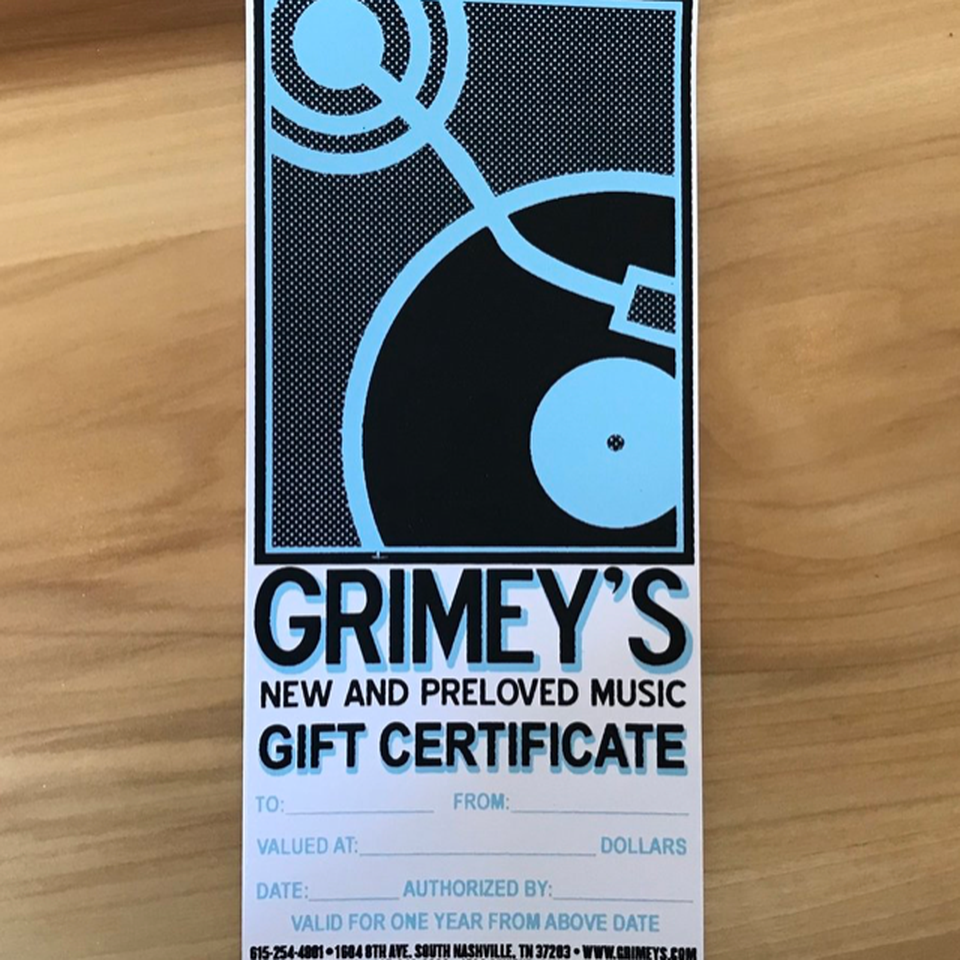 GRIMEY'S
NEW AND PRELOVED MUSIC
GIFT CERTIFICATE
TO: FROM:
VALUED AT: DOLLARS
DATE: AUTHORIZED BY:
VALID FOR ONE YEAR FROM ABOVE DATE
615-254-4801 • 1604 8TH AVE. SOUTH NASHVILLE, TN 37203 • WWW.GRIMEYS.COM